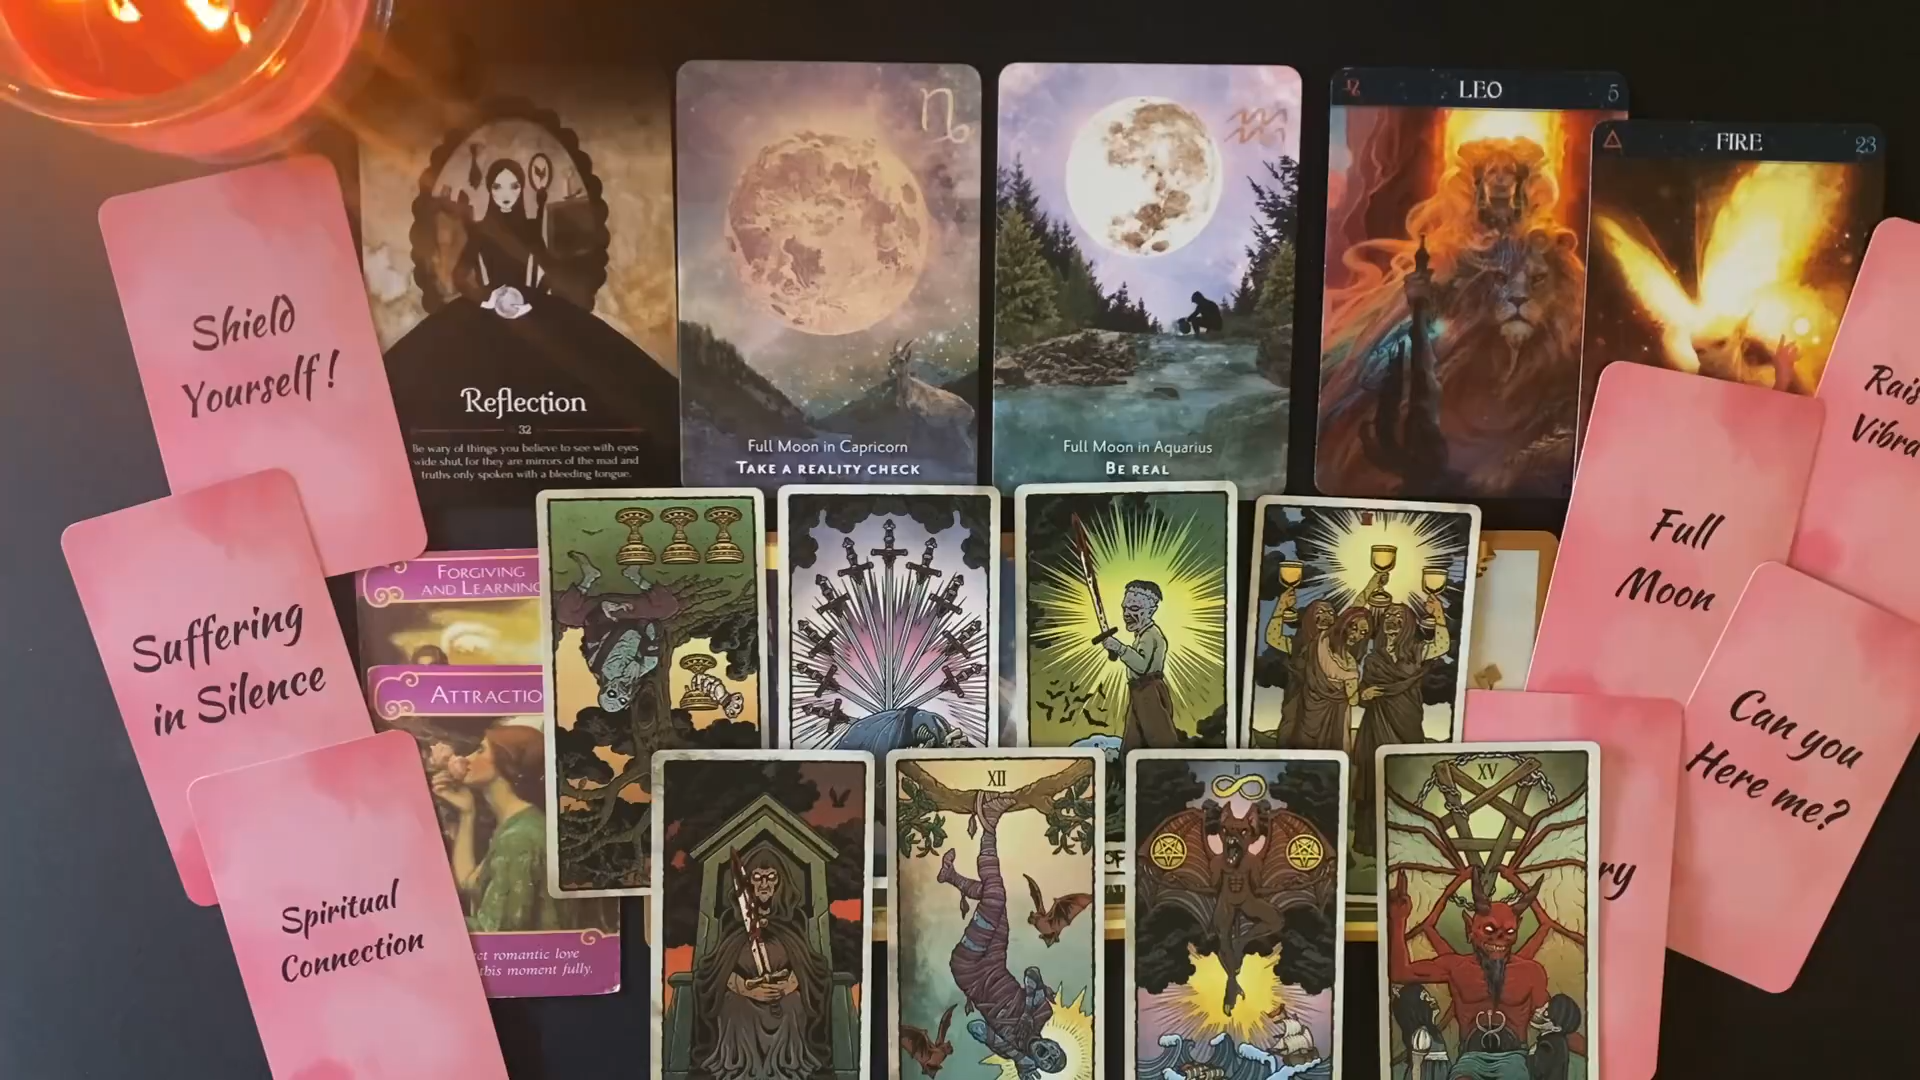 Shield
Yourself!
Suffering
in Silence
Spiritual
Connection
Reflection
32
Be wary of things you believe to see with eyes
wide shut, for they are mirrors of the mad and
truths only spoken with a bleeding tongue.
Full Moon in Capricorn
TAKE A REALITY CHECK
Full Moon in Aquarius
BE REAL
LEO
5
FIRE
23
FORGIVING
AND LEARNING
ATTRACTIO
romantic love
this moment fully.
XII
II
XV
OF
Full
Moon
Can you
Here me?